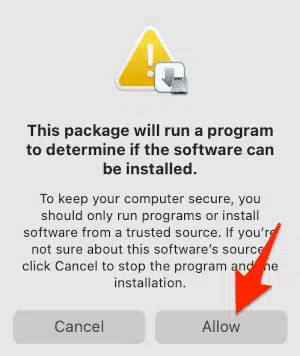 This package will run a program
to determine if the software can
be installed.
To keep your computer secure, you
should only run programs or install
software from a trusted source. If you're
not sure about this software's source,
click Cancel to stop the program and the
installation.
Cancel
Allow